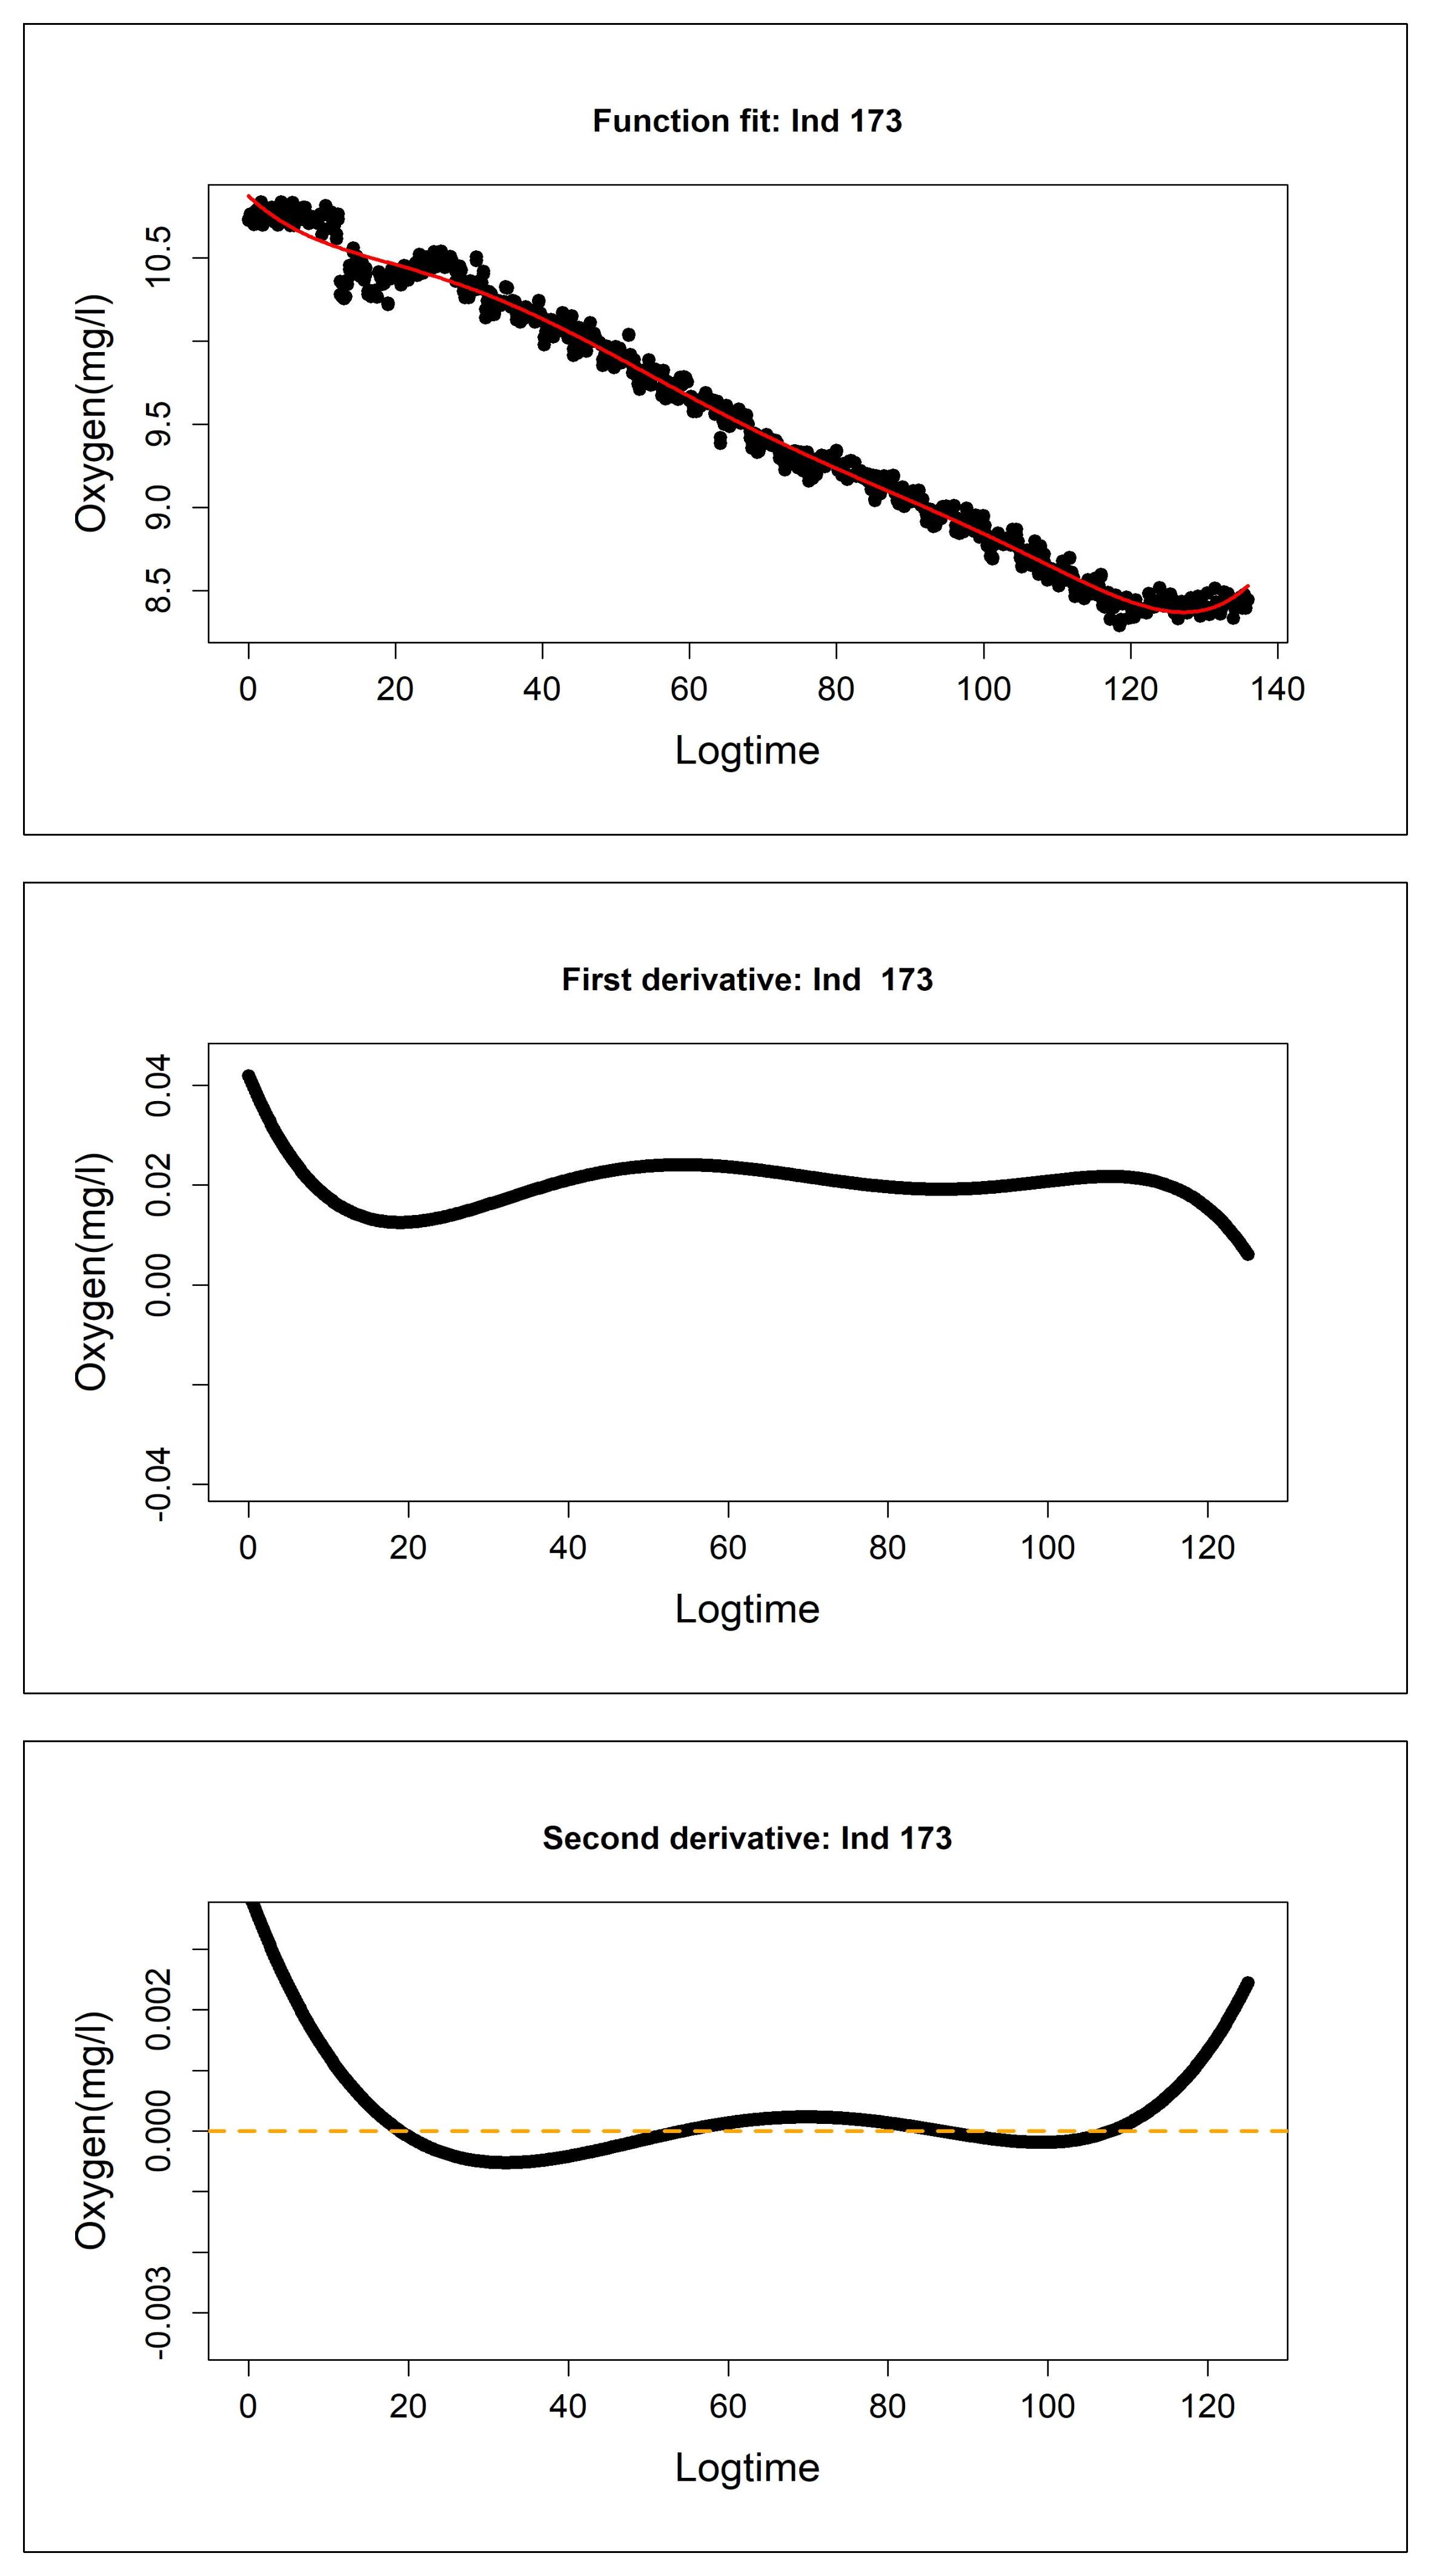 Function fit: Ind 173
Oxygen(mg/l)
10.5
9.5
9.0
8.5
0 20 40 60 80 100 120 140
Logtime
First derivative: Ind  173
Oxygen(mg/l)
0.04
0.02
0.00
-0.04
0 20 40 60 80 100 120
Logtime
Second derivative: Ind 173
Oxygen(mg/l)
0.002
0.000
-0.003
0 20 40 60 80 100 120
Logtime